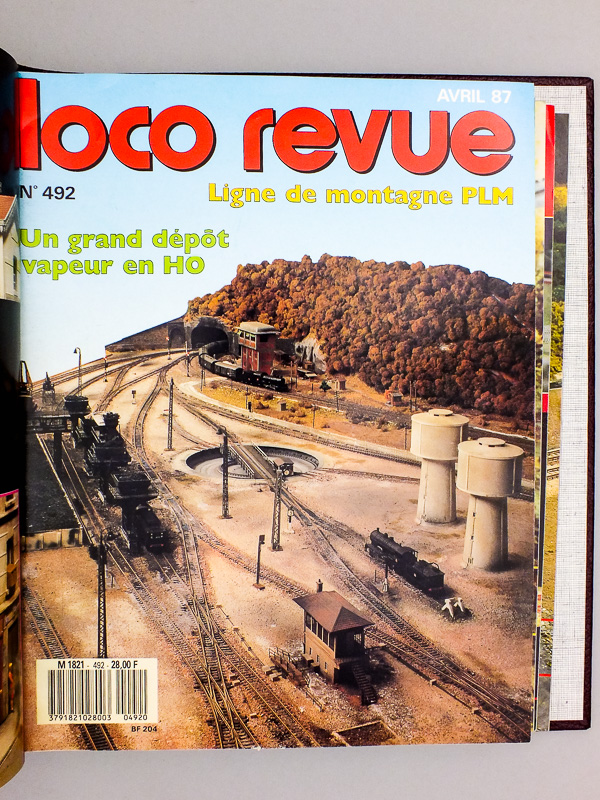 AVRIL 87
loco revue
N° 492
Ligne de montagne PLM
Un grand dépôt
vapeur en HO
M 1821 - 492 - 28,00 F
3791821028003 04920
BF 204